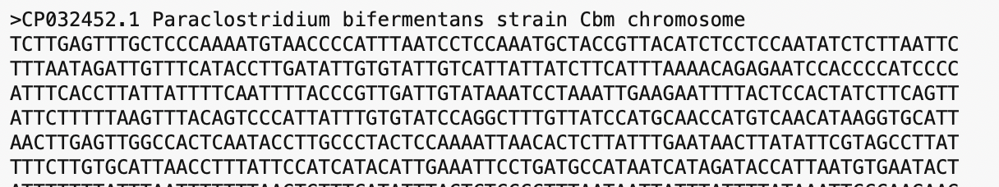 >CP032452.1 Paraclostridium bifermentans strain Cbm chromosome
TCTTGAGTTTGCTCCCAAAATGTAACCCCATTTAATCCTCCAAATGCTACCGTTACATCTCCTCCAATATCTCTTAATTC
TTTAATAGATTGTTTCATACCTTGATATTGTGTATTGTCATTATTATCTTCATTTAAAACAGAGAATCCACCCCATCCCC
ATTTCACCTTATTATTTTCAATTTTACCCGTTGATTGTATAAATCCTAAATTGAAGAATTTTACTCCACTATCTTCAGTT
ATTCTTTTTAAGTTTACAGTCCCATTATTTGTGTATCCAGGCTTTGTTATCCATGCAACCATGTCAACATAAGGTGCATT
AACTTGAGTTGGCCACTCAATACCTTGCCCTACTCCAAAATTAACACTCTTATTTGAATAACTTATATTCGTAGCCTTAT
TTTCTTGTGCATTAACCTTTATTCCATCATACATTGAAATTCCTGATGCCATAATCATAGATACCATTAATGTGAATACT